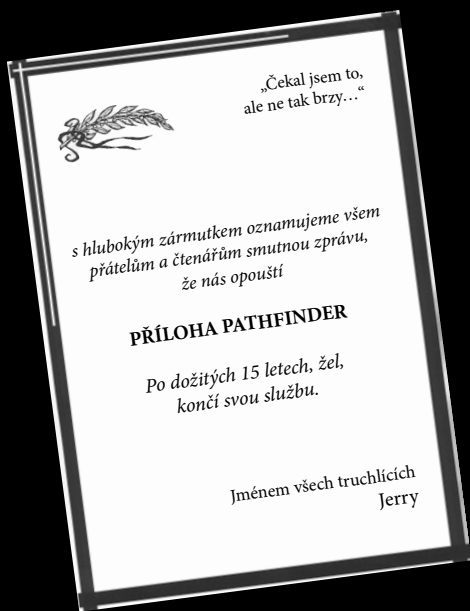 „Čekal jsem to,
ale ne tak brzy…“
s hlubokým zármutkem oznamujeme všem
přátelům a čtenářům smutnou zprávu,
že nás opouští
PŘÍLOHA PATHFINDER
Po dožitých 15 letech, žel,
končí svou službu.
Jménem všech truchlících
Jerry